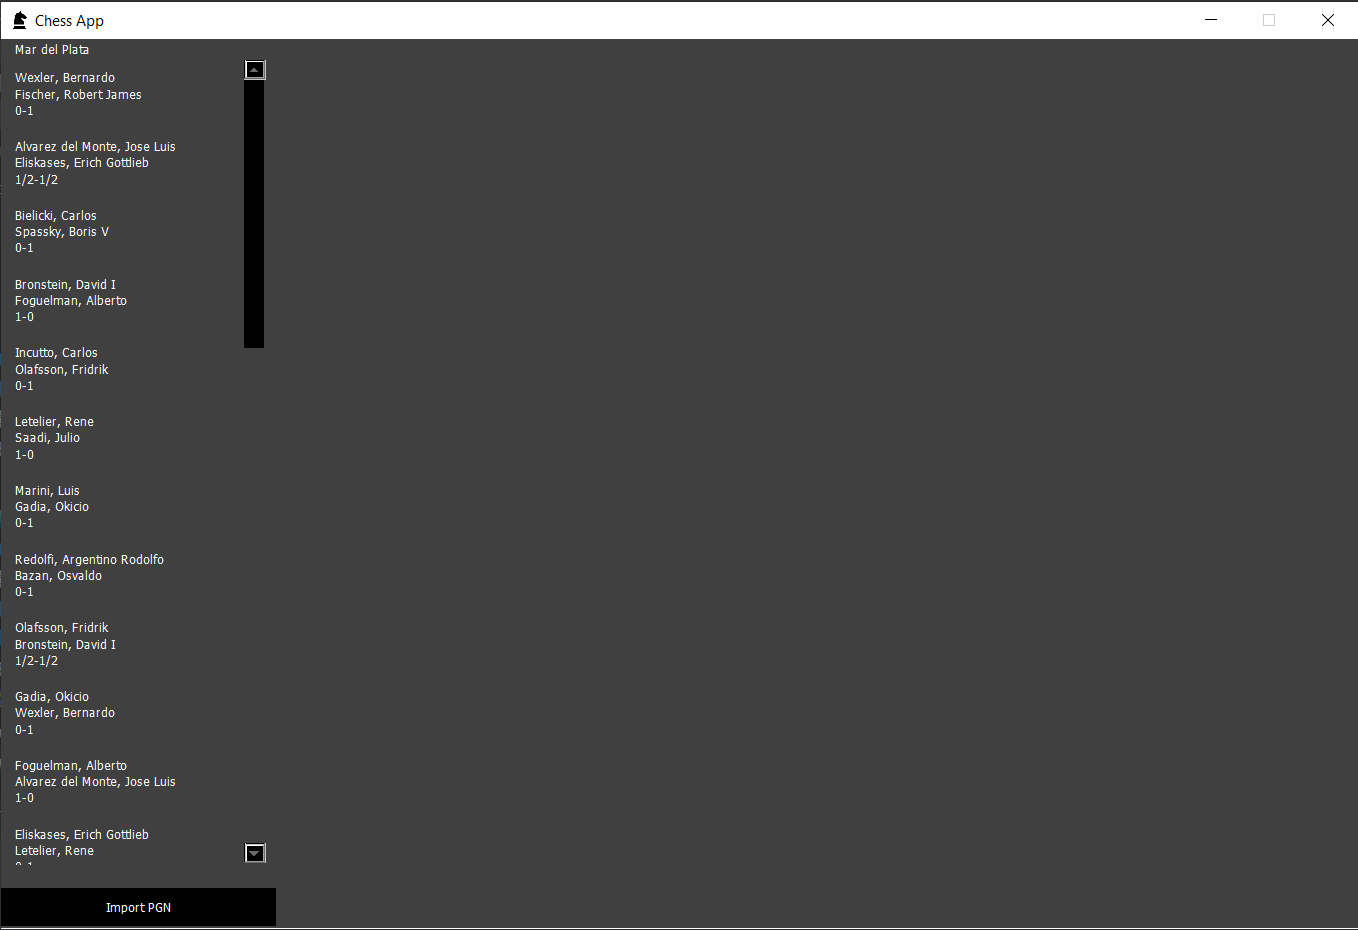 Chess App
Mar del Plata
Wexler, Bernardo
Fischer, Robert James
0-1
Alvarez del Monte, Jose Luis
Eliskases, Erich Gottlieb
1/2-1/2
Bielicki, Carlos
Spassky, Boris V
0-1
Bronstein, David I
Foguelman, Alberto
1-0
Incutto, Carlos
Olafsson, Fridrik
0-1
Letelier, Rene
Saadi, Julio
1-0
Marini, Luis
Gadia, Okicio
0-1
Redolfi, Argentino Rodolfo
Bazan, Osvaldo
0-1
Olafsson, Fridrik
Bronstein, David I
1/2-1/2
Gadia, Okicio
Wexler, Bernardo
0-1
Foguelman, Alberto
Alvarez del Monte, Jose Luis
1-0
Eliskases, Erich Gottlieb
Letelier, Rene
Import PGN